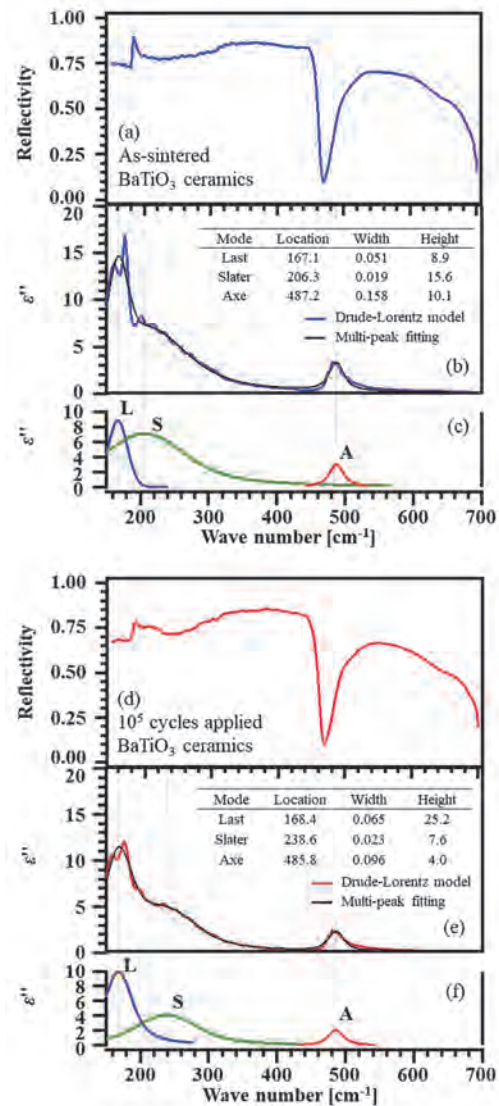 1.00
0.75
0.50
0.25
0.00
Reflectivity
(a)
As-sintered
BaTiO3 ceramics
20
15
10
5
0
ε''
Mode Location Width Height
Last 167.1 0.051 8.9
Slater 206.3 0.019 15.6
Axe 487.2 0.158 10.1
Drude-Lorentz model
Multi-peak fitting
(b)
10
8
6
4
2
0
ε''
L
S
A
(c)
200 300 400 500 600 700
Wave number [cm-1]
1.00
0.75
0.50
0.25
0.00
Reflectivity
(d)
10⁵ cycles applied
BaTiO3 ceramics
20
15
10
5
0
ε''
Mode Location Width Height
Last 168.4 0.065 25.2
Slater 238.6 0.023 7.6
Axe 485.8 0.096 4.0
Drude-Lorentz model
Multi-peak fitting
(e)
10
8
6
4
2
0
ε''
L
S
A
(f)
200 300 400 500 600 700
Wave number [cm-1]